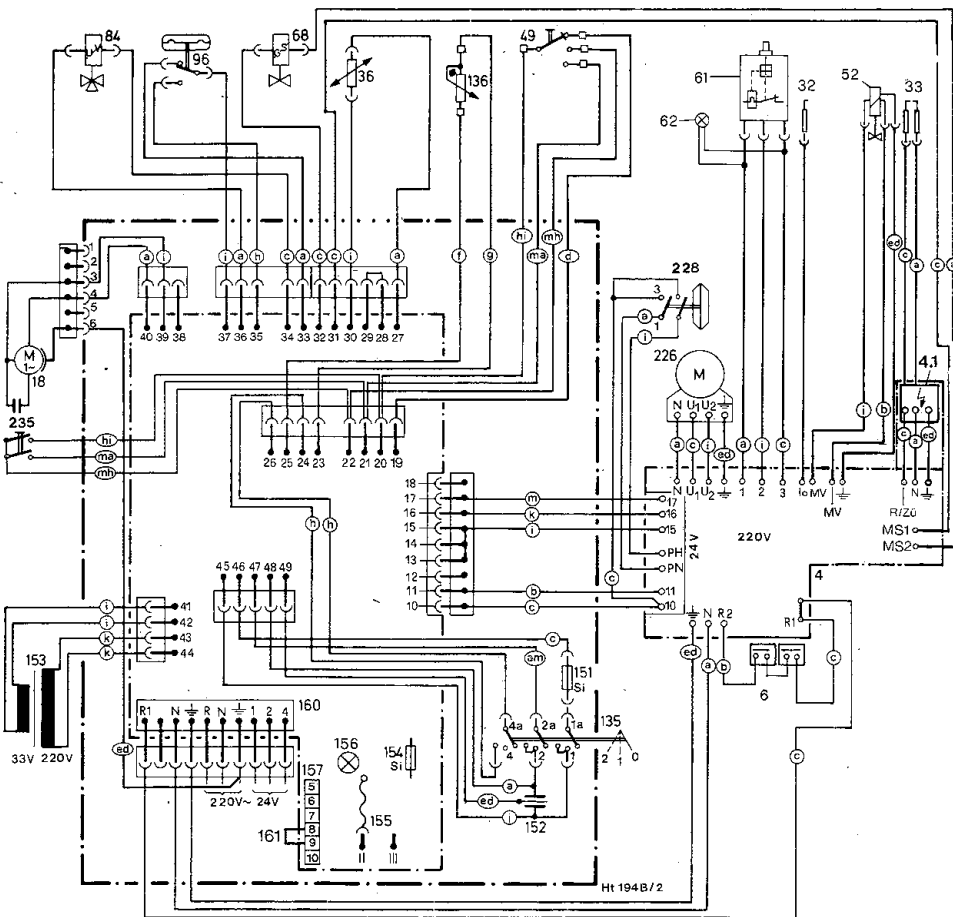 84
96
68
36
136
49
61
62
32
52
33
a i
i a h
c a c c i
a
f g
hi
ma
mh
d
1
2
3
4
5
6
M
1~
18
235
hi
ma
mh
40 39 38
37 36 35
34 33 32 31 30 29 28 27
26 25 24 23
22 21 20 19
h h
228
3
1
a
i
226
M
N U1 U2
a c i ed
a i c
i b ed c a
c a
4.1
c a ed
N U1 U2 1 2 3 Io MV
MV
R/Zü N
MS1
MS2
220V
24V
18
17
16
15
14
13
12
11
10
m
k
i
b
c
c
17
16
15
PH
PN
11
10
4
N R2
R1
ed a b
c
6
45 46 47 48 49
41
42
43
44
i
i
k
k
153
33V 220V
ed
c
am
151
Si
R1 N R N 1 2 4
160
220V~ 24V
156
154
Si
157
5
6
7
8
9
10
161
155
II III
4a 2a 1a
135
4 2 1
2 1 0
a
ed
i
152
c
Ht 194B/2